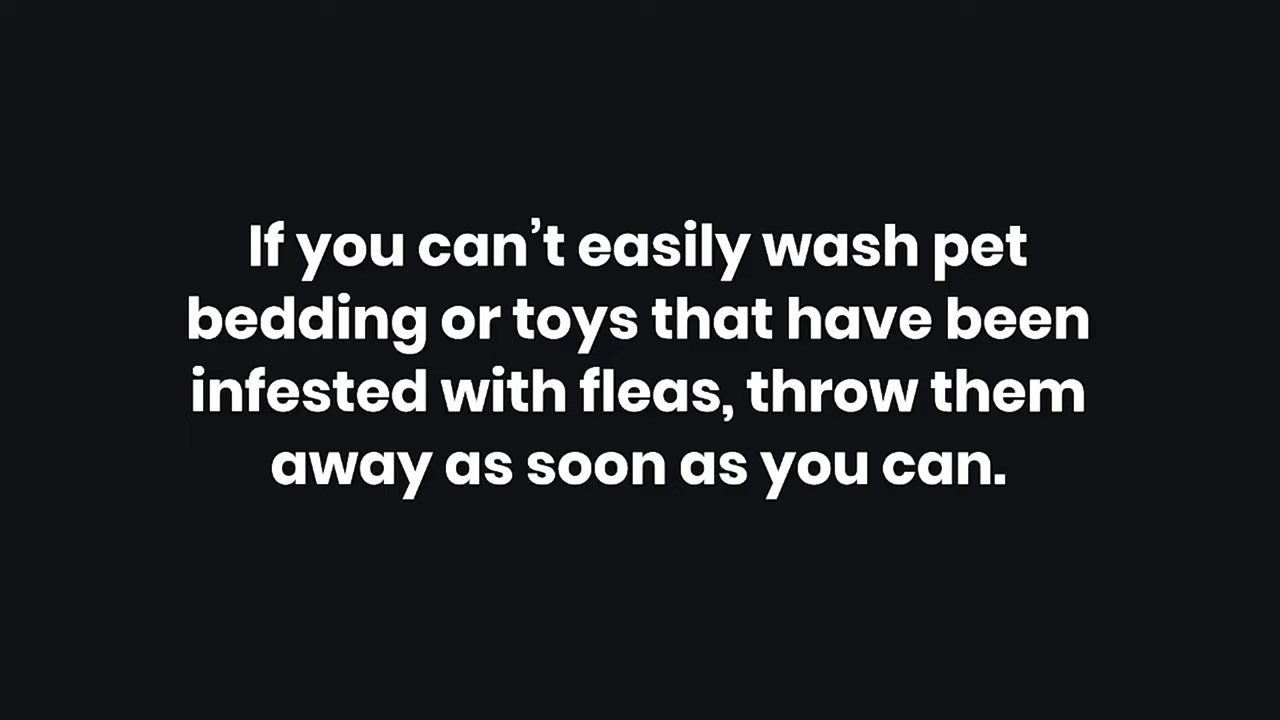 If you can’t easily wash pet
bedding or toys that have been
infested with fleas, throw them
away as soon as you can.